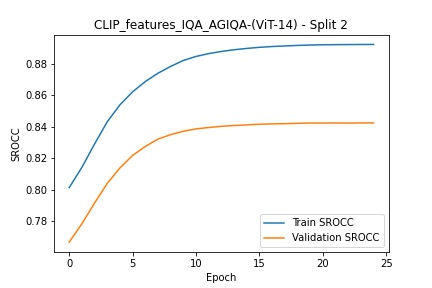 CLIP_features_IQA_AGIQA-(ViT-14) - Split 2
SROCC
0.88
0.86
0.84
0.82
0.80
0.78
0 5 10 15 20 25
Epoch
Train SROCC
Validation SROCC